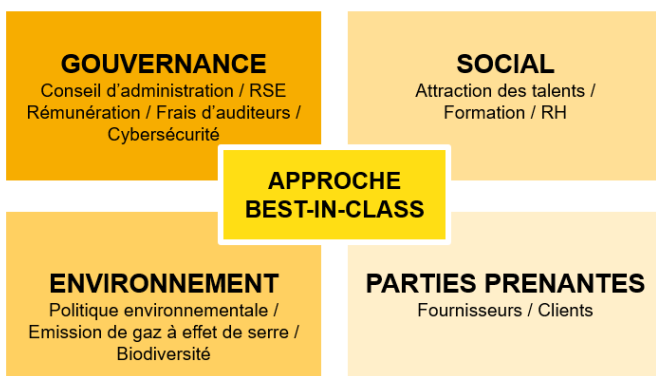 GOUVERNANCE
Conseil d'administration / RSE
Rémunération / Frais d'auditeurs /
Cybersécurité
SOCIAL
Attraction des talents /
Formation / RH
APPROCHE
BEST-IN-CLASS
ENVIRONNEMENT
Politique environnementale /
Emission de gaz à effet de serre /
Biodiversité
PARTIES PRENANTES
Fournisseurs / Clients